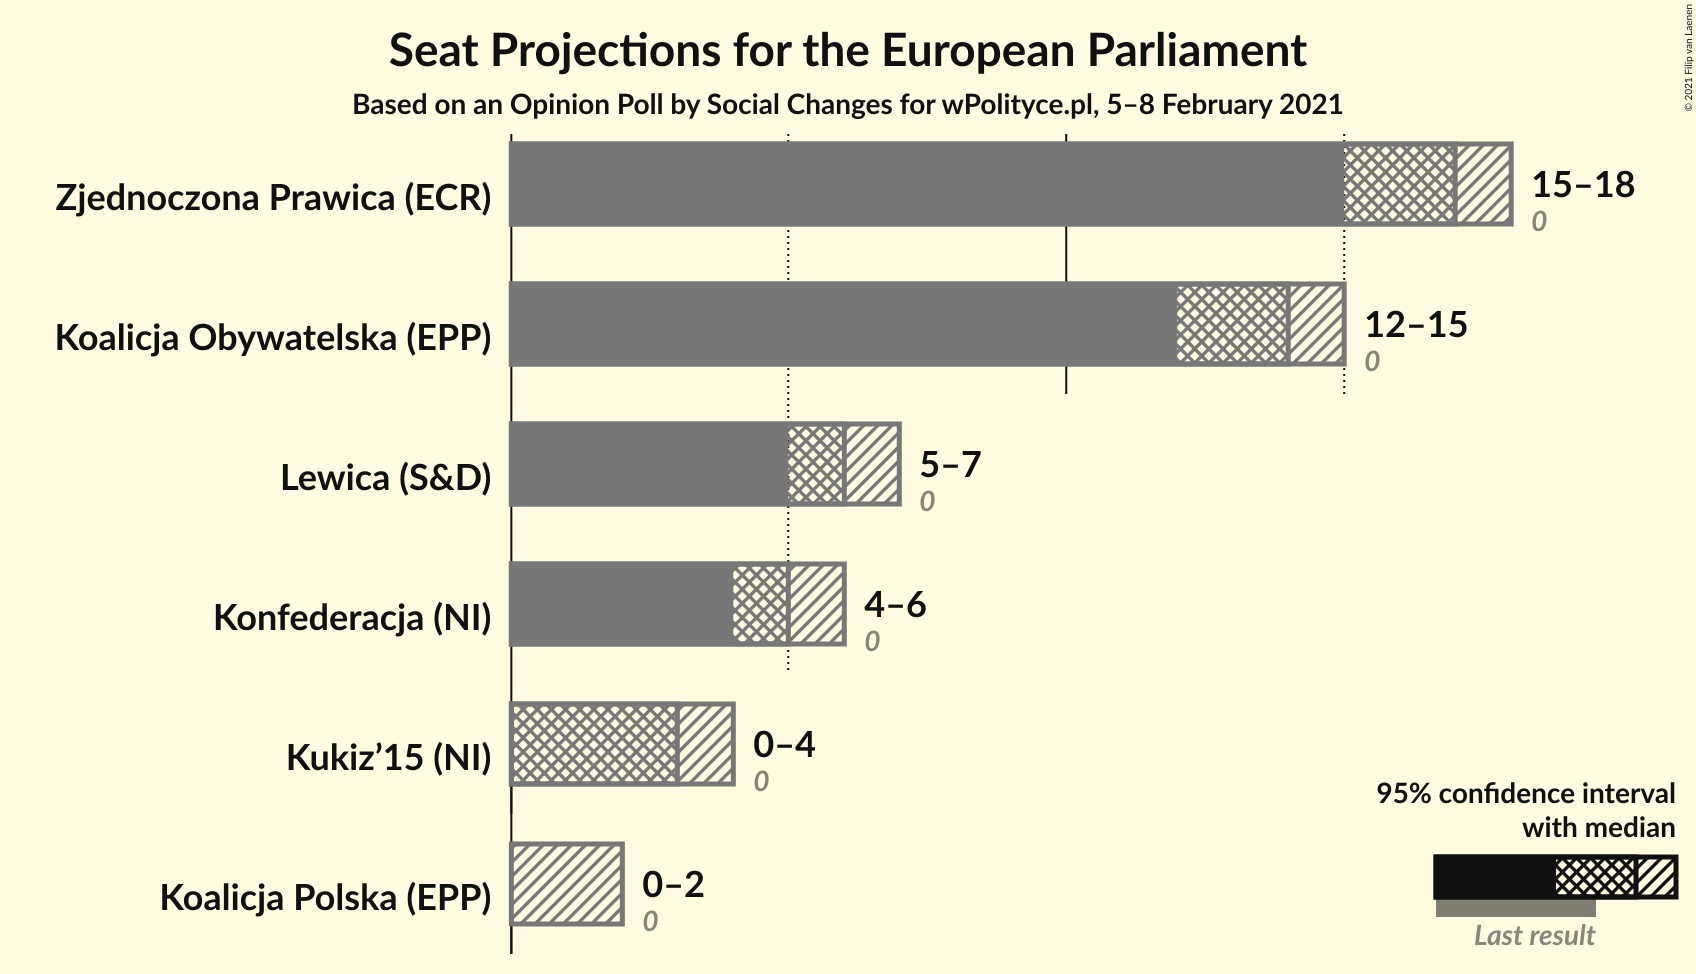 Seat Projections for the European Parliament
Based on an Opinion Poll by Social Changes for wPolityce.pl, 5–8 February 2021
© 2021 Filip van Laenen
Zjednoczona Prawica (ECR)
15–18
0
Koalicja Obywatelska (EPP)
12–15
0
Lewica (S&D)
5–7
0
Konfederacja (NI)
4–6
0
Kukiz’15 (NI)
0–4
0
Koalicja Polska (EPP)
0–2
0
95% confidence interval
with median
Last result